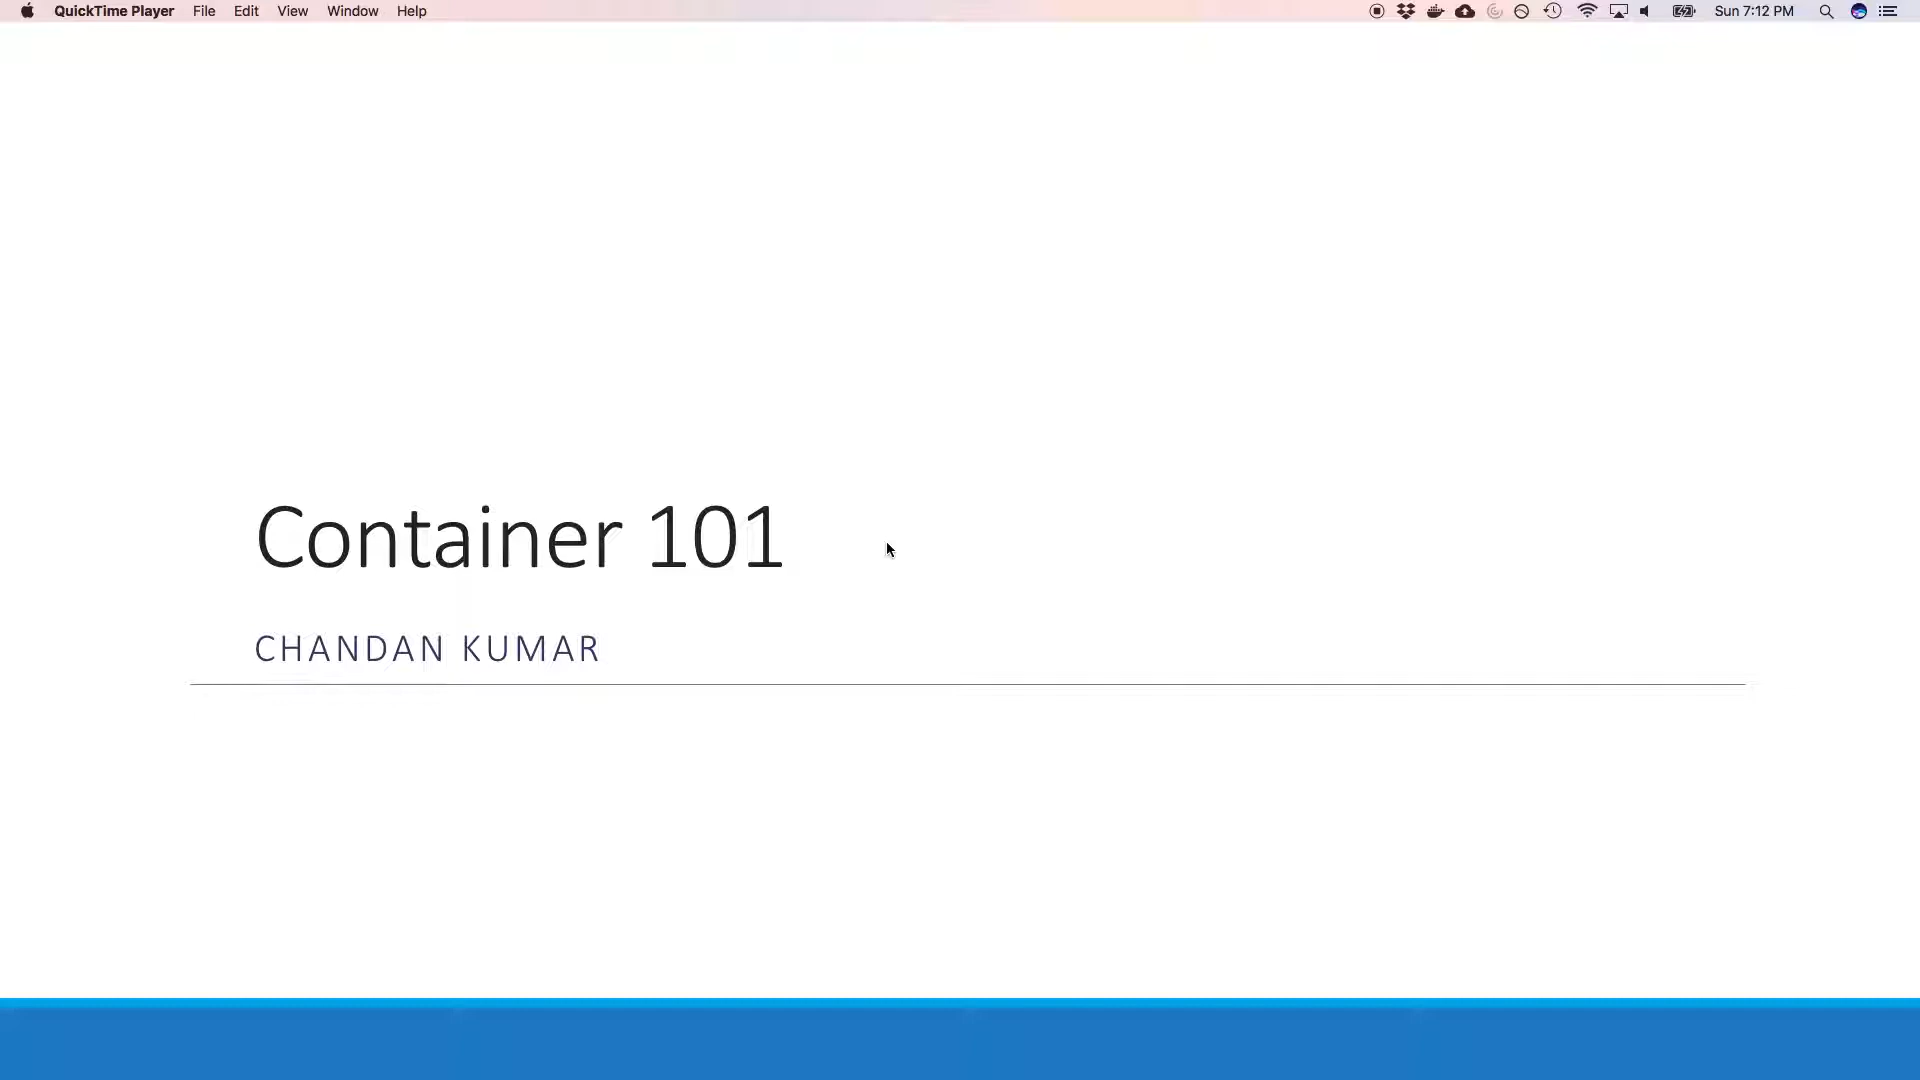 QuickTime Player File Edit View Window Help Sun 7:12 PM
Container 101
CHANDAN KUMAR